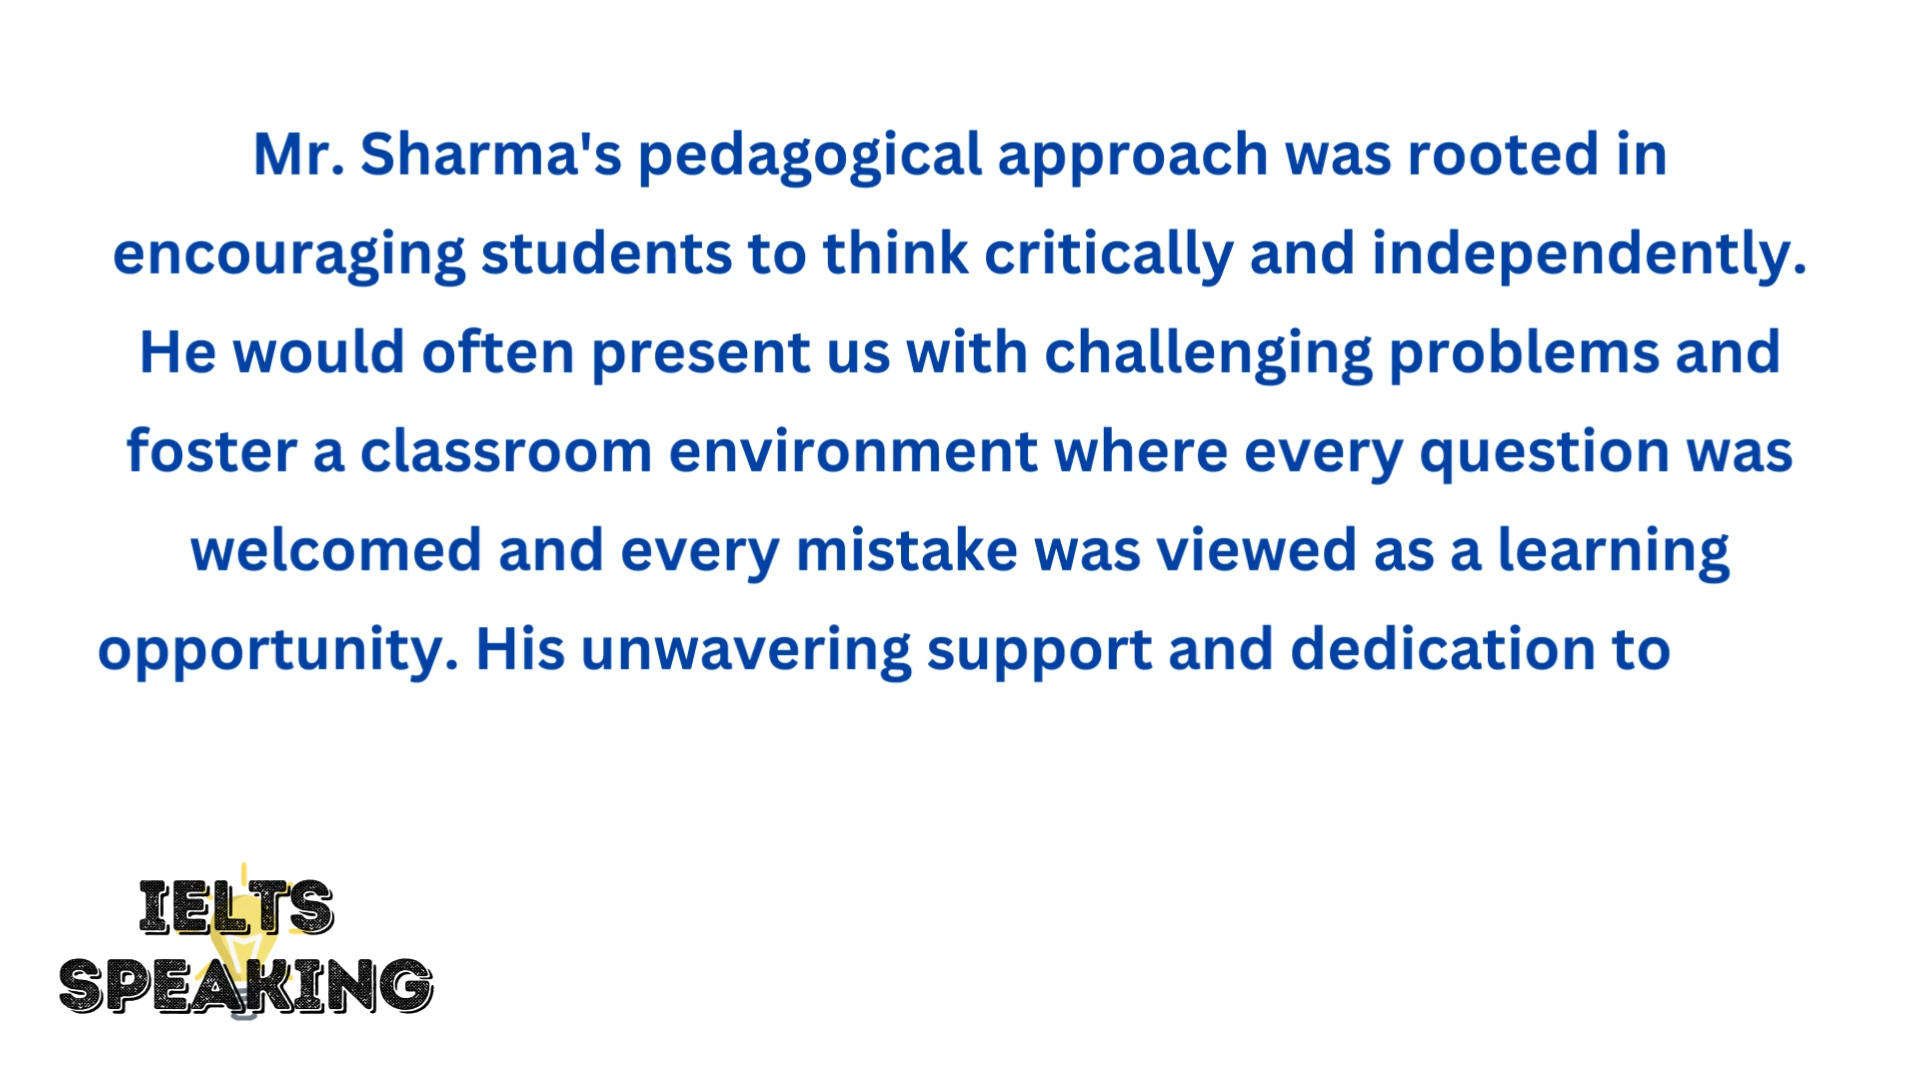 Mr. Sharma's pedagogical approach was rooted in
encouraging students to think critically and independently.
He would often present us with challenging problems and
foster a classroom environment where every question was
welcomed and every mistake was viewed as a learning
opportunity. His unwavering support and dedication to
IELTS
SPEAKING